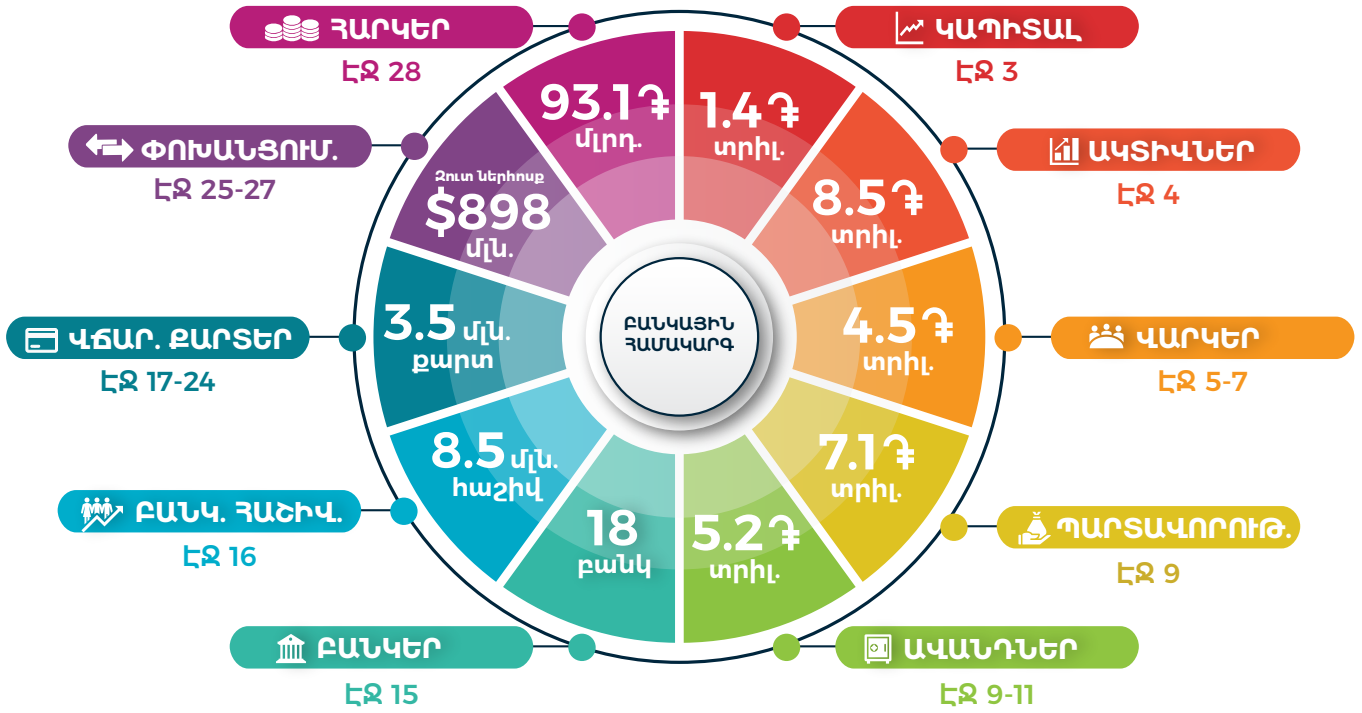 ՀԱՐԿԵՐ
ԷՋ 28
ԿԱՊԻՏԱԼ
ԷՋ 3
ՓՈԽԱՆՑՈՒՄ.
ԷՋ 25-27
ԱԿՏԻՎՆԵՐ
ԷՋ 4
ՎՃԱՐ. ՔԱՐՏԵՐ
ԷՋ 17-24
ՎԱՐԿԵՐ
ԷՋ 5-7
ԲԱՆԿ. ՀԱՇԻՎ.
ԷՋ 16
ՊԱՐՏԱՎՈՐՈՒԹ.
ԷՋ 9
ԲԱՆԿԵՐ
ԷՋ 15
ԱՎԱՆԴՆԵՐ
ԷՋ 9-11
93.1֏
մլրդ.
1.4֏
տրիլ.
Զուտ ներհոսք
$898
մլն.
8.5֏
տրիլ.
3.5 մլն.
քարտ
4.5֏
տրիլ.
8.5 մլն.
հաշիվ
7.1֏
տրիլ.
18
բանկ
5.2֏
տրիլ.
ԲԱՆԿԱՅԻՆ
ՀԱՄԱԿԱՐԳ